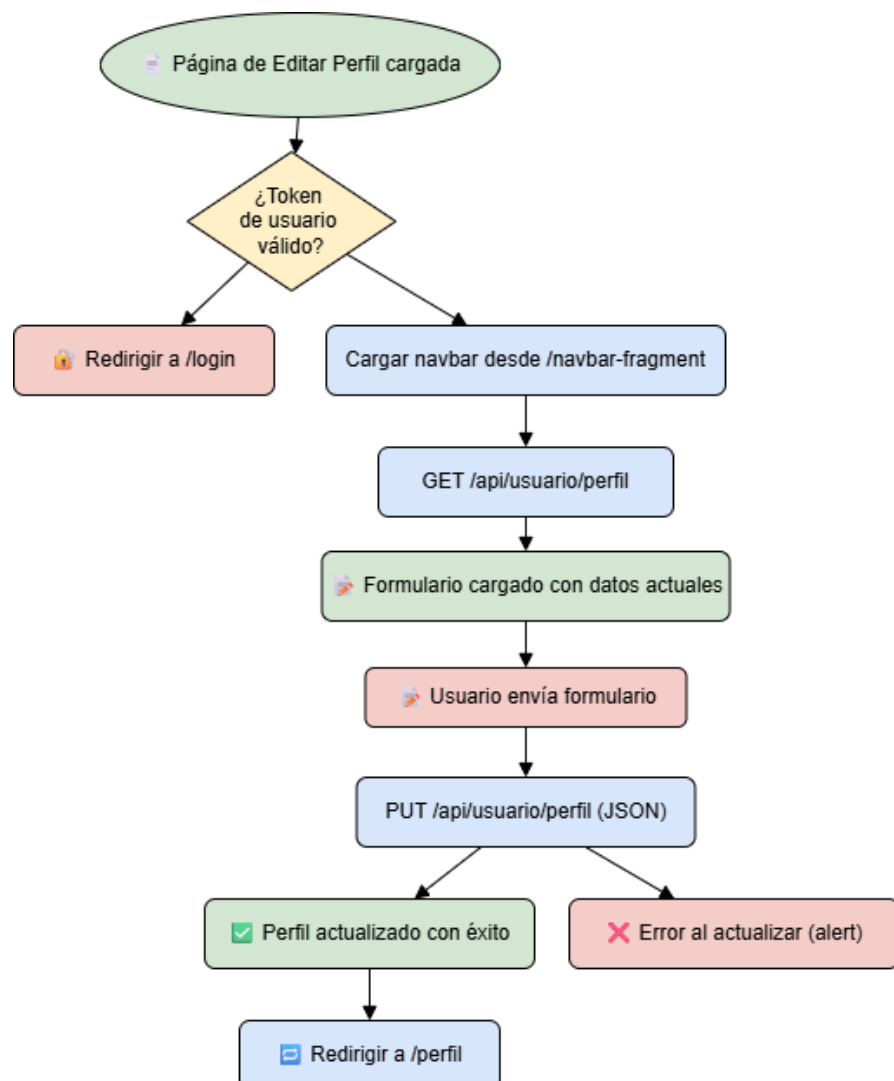 Página de Editar Perfil cargada
¿Token
de usuario
válido?
Redirigir a /login
Cargar navbar desde /navbar-fragment
GET /api/usuario/perfil
Formulario cargado con datos actuales
Usuario envía formulario
PUT /api/usuario/perfil (JSON)
Perfil actualizado con éxito
Error al actualizar (alert)
Redirigir a /perfil